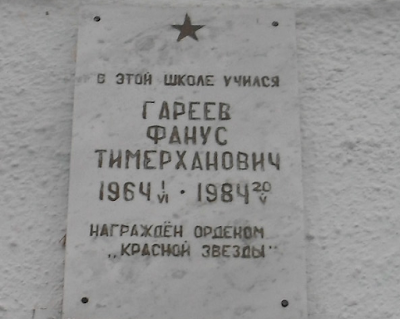 В ЭТОЙ ШКОЛЕ УЧИЛСЯ
ГАРЕЕВ
ФАНУС
ТИМЕРХАНОВИЧ
1964 1/VI · 1984 20/V
НАГРАЖДЁН ОРДЕНОМ
„КРАСНОЙ ЗВЕЗДЫ"